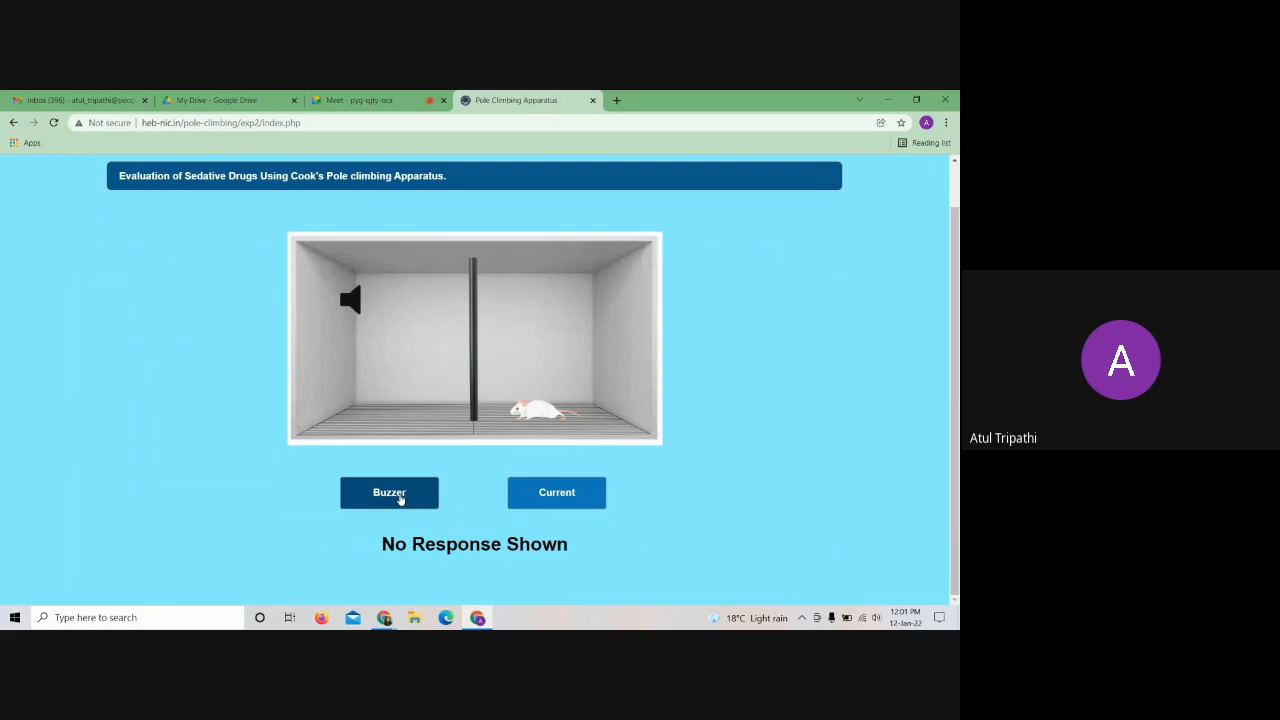 Inbox (396) - atul_tripathi@pecc
My Drive - Google Drive
Meet - pyg-qjty-ocx
Pole Climbing Apparatus
Not secure
heb-nic.in/pole-climbing/exp2/index.php
A
Apps
Reading list
Evaluation of Sedative Drugs Using Cook's Pole climbing Apparatus.
Buzzer
Current
No Response Shown
A
Atul Tripathi
Type here to search
18°C Light rain
12:01 PM
12-Jan-22